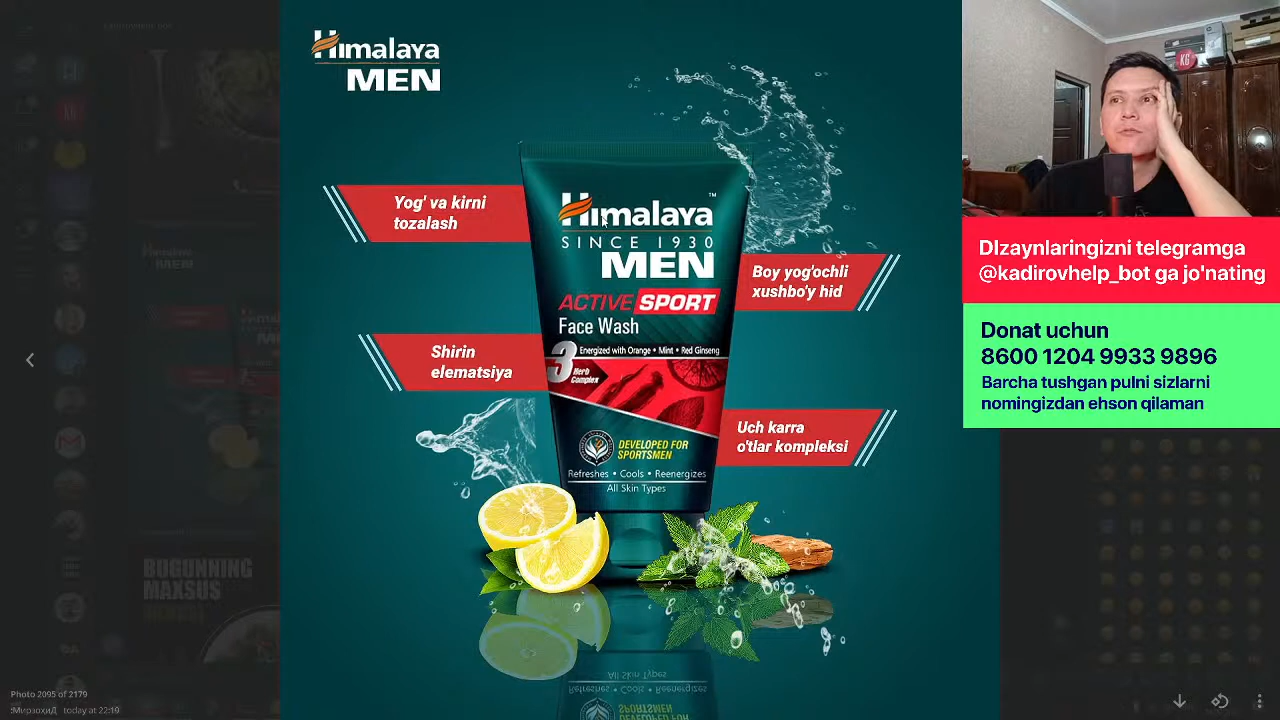 Himalaya
MEN
Yog' va kirni
tozalash
Shirin
elematsiya
Boy yog'ochli
xushbo'y hid
Uch karra
o'tlar kompleksi
Himalaya™
SINCE 1930
MEN
ACTIVE SPORT
Face Wash
Energized with Orange • Mint • Red Ginseng
3 Herb
Complex
DEVELOPED FOR
SPORTSMEN
Refreshes • Cools • Reenergizes
All Skin Types
KG
DIzaynlaringizni telegramga
@kadirovhelp_bot ga jo'nating
Donat uchun
8600 1204 9933 9896
Barcha tushgan pulni sizlarni
nomingizdan ehson qilaman
BUGUNNING
MAXSUS
Photo 2095 of 2179
:МирзоҳиД today at 22:19